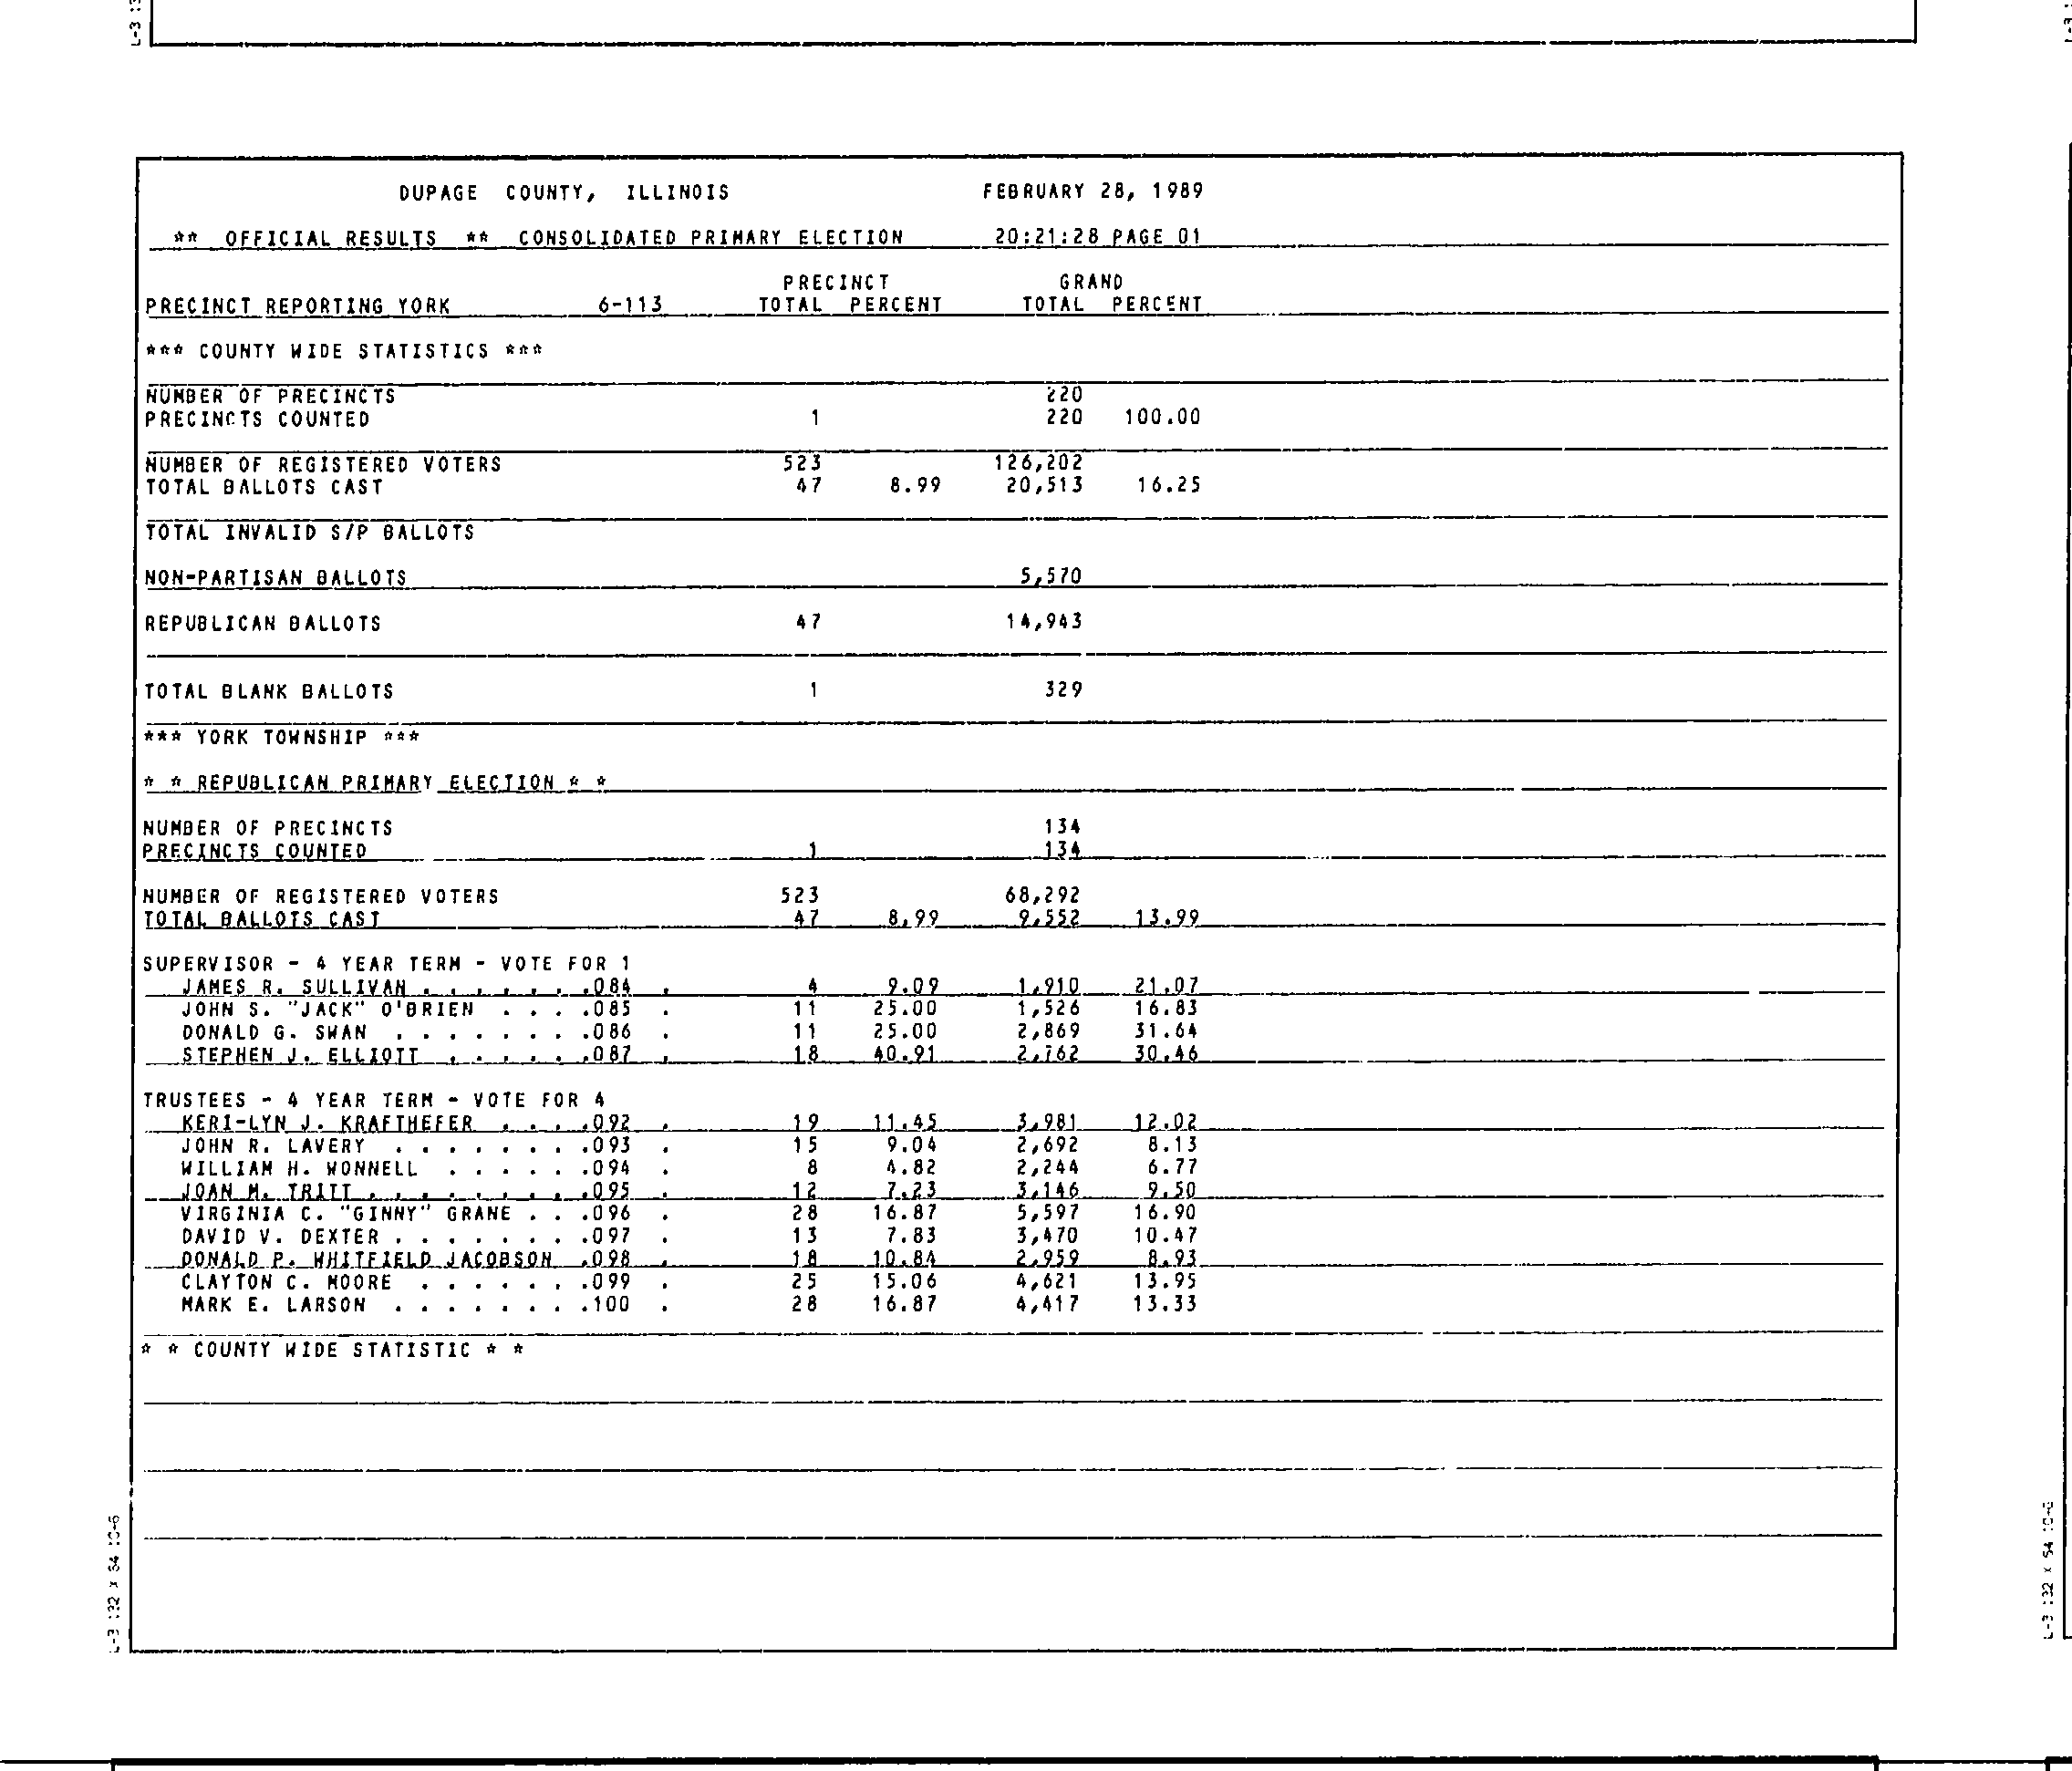 DUPAGE COUNTY, ILLINOIS FEBRUARY 28, 1989
** OFFICIAL RESULTS ** CONSOLIDATED PRIMARY ELECTION 20:21:28 PAGE 01
PRECINCT GRAND
PRECINCT REPORTING YORK 6-113 TOTAL PERCENT TOTAL PERCENT
*** COUNTY WIDE STATISTICS ***
NUMBER OF PRECINCTS 220
PRECINCTS COUNTED 1 220 100.00
NUMBER OF REGISTERED VOTERS 523 126,202
TOTAL BALLOTS CAST 47 8.99 20,513 16.25
TOTAL INVALID S/P BALLOTS
NON-PARTISAN BALLOTS 5,570
REPUBLICAN BALLOTS 47 14,943
TOTAL BLANK BALLOTS 1 329
*** YORK TOWNSHIP ***
* * REPUBLICAN PRIMARY ELECTION * *
NUMBER OF PRECINCTS 134
PRECINCTS COUNTED 1 134
NUMBER OF REGISTERED VOTERS 523 68,292
TOTAL BALLOTS CAST 47 8.99 9,552 13.99
SUPERVISOR - 4 YEAR TERM - VOTE FOR 1
JAMES R. SULLIVAN . . . . . . .084 . 4 9.09 1,910 21.07
JOHN S. "JACK" O'BRIEN . . . .085 . 11 25.00 1,526 16.83
DONALD G. SWAN . . . . . . . .086 . 11 25.00 2,869 31.64
STEPHEN J. ELLIOTT . . . . . .087 . 18 40.91 2,762 30.46
TRUSTEES - 4 YEAR TERM - VOTE FOR 4
KERI-LYN J. KRAFTHEFER . . . .092 . 19 11.45 3,981 12.02
JOHN R. LAVERY . . . . . . . .093 . 15 9.04 2,692 8.13
WILLIAM H. WONNELL . . . . . .094 . 8 4.82 2,244 6.77
JOAN M. TRITT . . . . . . . . .095 . 12 7.23 3,146 9.50
VIRGINIA C. "GINNY" GRANE . . .096 . 28 16.87 5,597 16.90
DAVID V. DEXTER . . . . . . . .097 . 13 7.83 3,470 10.47
DONALD P. WHITFIELD JACOBSON .098 . 18 10.84 2,959 8.93
CLAYTON C. MOORE . . . . . . .099 . 25 15.06 4,621 13.95
MARK E. LARSON . . . . . . . .100 . 28 16.87 4,417 13.33
* * COUNTY WIDE STATISTIC * *